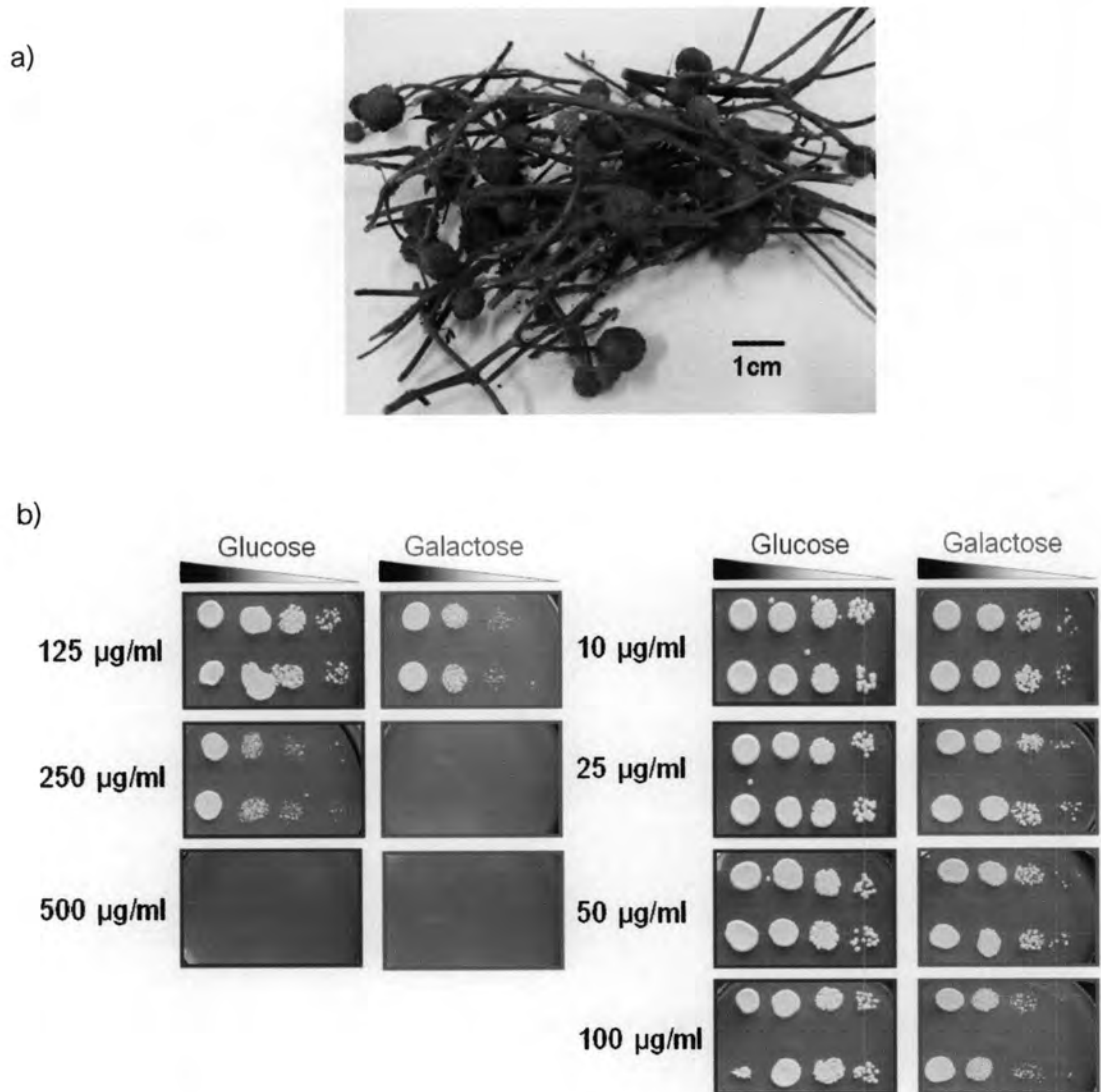 a)
1cm
b)
Glucose Galactose
125 µg/ml
250 µg/ml
500 µg/ml
Glucose Galactose
10 µg/ml
25 µg/ml
50 µg/ml
100 µg/ml